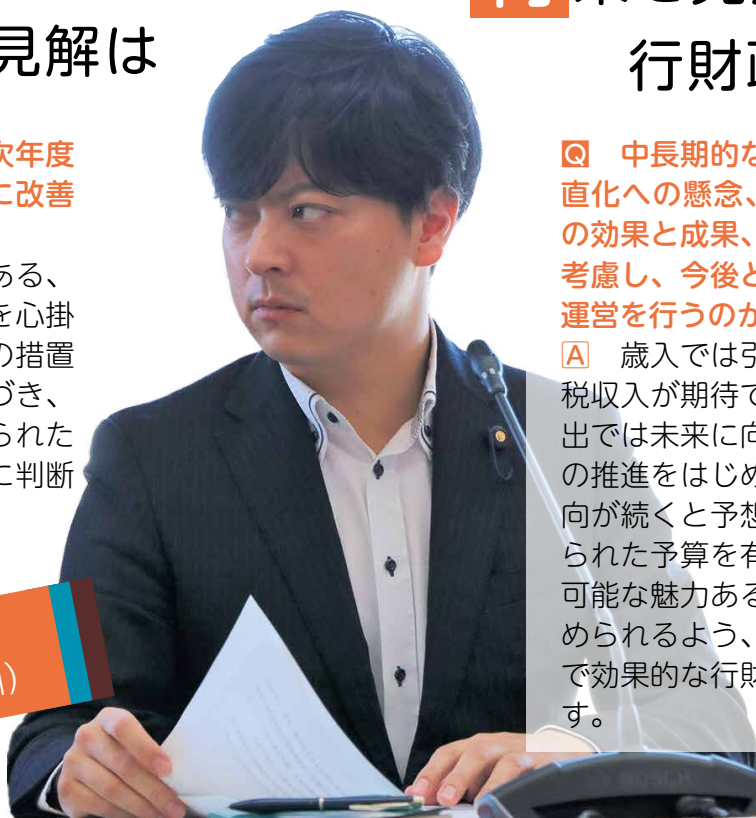 見解は
次年度
に改善
ある、
を心掛
の措置
づき、
られた
に判断
行財
Q 中長期的な
直化への懸念、
の効果と成果、
考慮し、今後と
運営を行うのか
A 歳入では引
税収入が期待で
出では未来に向
の推進をはじめ
向が続くと予想
られた予算を有
可能な魅力ある
められるよう、
で効果的な行財
す。
BOSCH